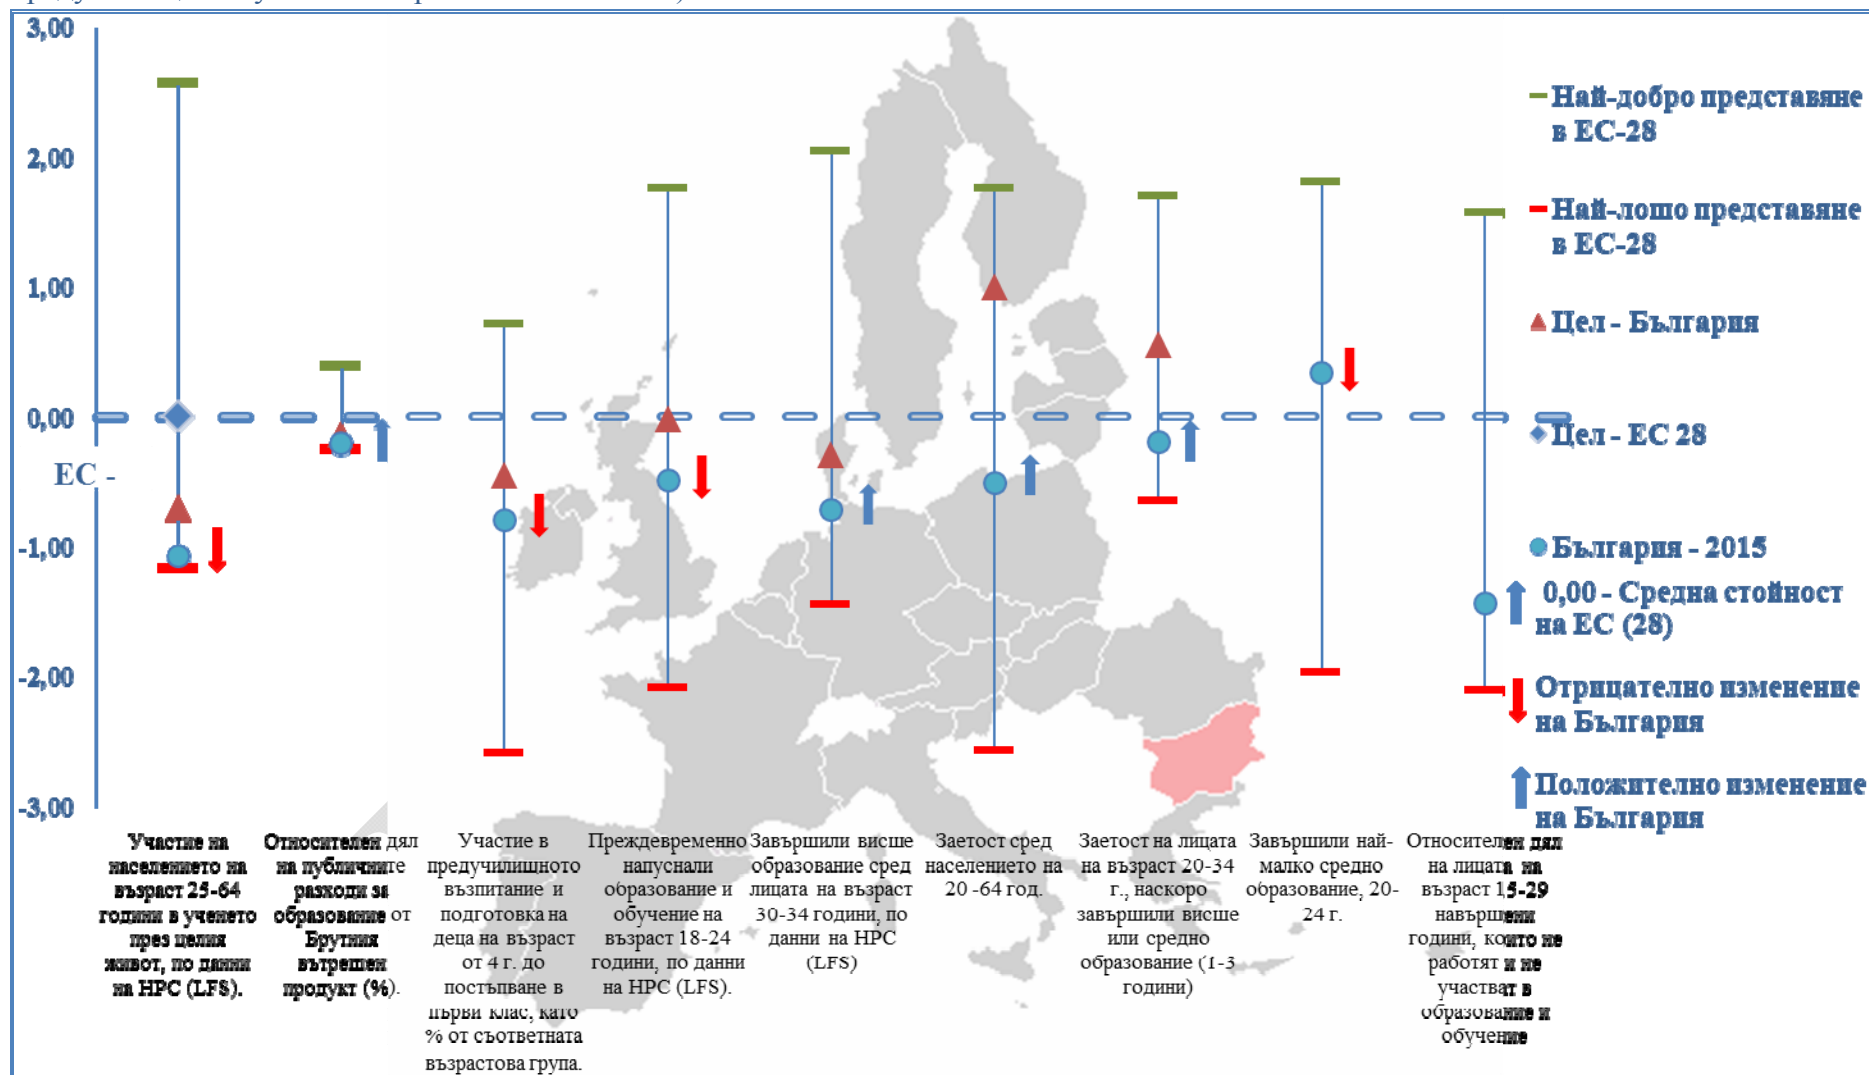 3,00
2,00
1,00
0,00
ЕС -
-1,00
-2,00
-3,00
Най-добро представяне
в ЕС-28
Най-лошо представяне
в ЕС-28
Цел - България
Цел - ЕС 28
България - 2015
0,00 - Средна стойност
на ЕС (28)
Отрицателно изменение
на България
Положително изменение
на България
Участие на
населението на
възраст 25-64
години в ученето
през целия
живот, по данни
на НРС (LFS).
Относителен дял
на публичните
разходи за
образование от
Брутния
вътрешен
продукт (%).
Участие в
предучилищното
възпитание и
подготовка на
деца на възраст
от 4 г. до
постъпване в
първи клас, като
% от съответната
възрастова група.
Преждевременно
напуснали
образование и
обучение на
възраст 18-24
години, по данни
на НРС (LFS).
Завършили висше
образование сред
лицата на възраст
30-34 години, по
данни на НРС
(LFS)
Заетост сред
населението на
20 -64 год.
Заетост на лицата
на възраст 20-34
г., наскоро
завършили висше
или средно
образование (1-3
години)
Завършили най-
малко средно
образование, 20-
24 г.
Относителен дял
на лицата на
възраст 15-29
навършени
години, които не
работят и не
участват в
образование и
обучение